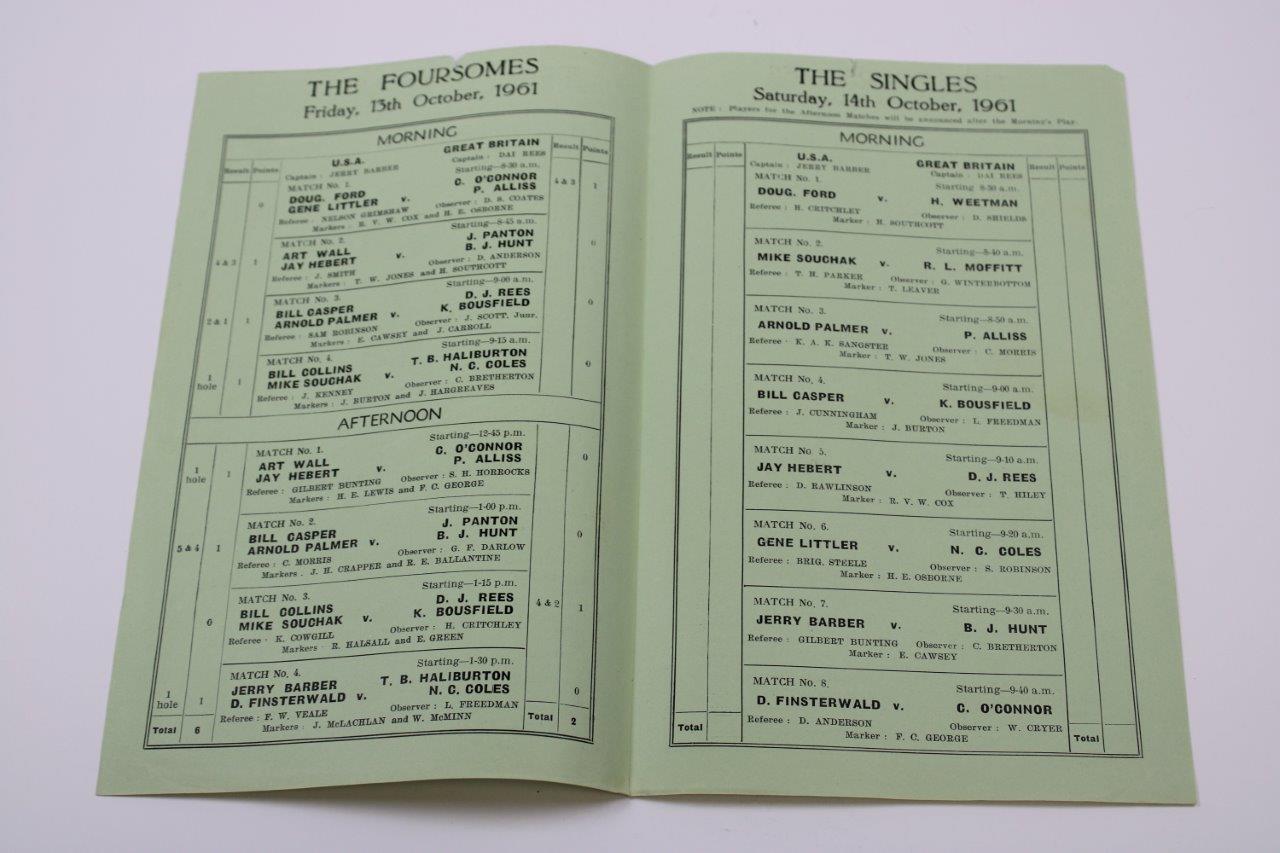 THE FOURSOMES
Friday, 13th October, 1961
MORNING
Result Points U.S.A. GREAT BRITAIN Result Points
Captain : JERRY BARBER Captain : DAI REES
MATCH No. 1. Starting—8-30 a.m.
DOUG. FORD C. O'CONNOR 4 & 3 1
0 GENE LITTLER v. P. ALLISS
Referee : NELSON GRIMSHAW Observer : D. S. COATES
Markers : R. V. W. COX and H. E. OSBORNE
MATCH No. 2. Starting—8-45 a.m.
ART WALL J. PANTON 0
4 & 3 1 JAY HEBERT v. B. J. HUNT
Referee : J. SMITH Observer : D. ANDERSON
Markers : T. W. JONES and H. SOUTHCOTT
MATCH No. 3. Starting—9-00 a.m.
BILL CASPER D. J. REES 0
2 & 1 1 ARNOLD PALMER v. K. BOUSFIELD
Referee : SAM ROBINSON Observer : J. SCOTT, Junr.
Markers : E. CAWSEY and J. CARROLL
MATCH No. 4. Starting—9-15 a.m.
1 hole 1 BILL COLLINS T. B. HALIBURTON 0
MIKE SOUCHAK v. N. C. COLES
Referee : J. KENNEY Observer : C. BRETHERTON
Markers : J. BURTON and J. HARGREAVES
AFTERNOON
MATCH No. 1. Starting—12-45 p.m.
1 hole 1 ART WALL C. O'CONNOR 0
JAY HEBERT v. P. ALLISS
Referee : GILBERT BUNTING Observer : S. H. HORROCKS
Markers : H. E. LEWIS and F. C. GEORGE
MATCH No. 2. Starting—1-00 p.m.
BILL CASPER J. PANTON 0
5 & 4 1 ARNOLD PALMER v. B. J. HUNT
Referee : C. MORRIS Observer : G. F. DARLOW
Markers . J. H. CRAPPER and R. E. BALLANTINE
MATCH No. 3. Starting—1-15 p.m.
BILL COLLINS D. J. REES 4 & 2 1
0 MIKE SOUCHAK v. K. BOUSFIELD
Referee · K. COWGILL Observer : H. CRITCHLEY
Markers · R. HALSALL and E. GREEN
MATCH No. 4. Starting—1-30 p.m.
1 hole 1 JERRY BARBER T. B. HALIBURTON 0
D. FINSTERWALD v. N. C. COLES
Referee : F. W. VEALE Observer : L. FREEDMAN
Markers : J. McLACHLAN and W. McMINN
Total 6 Total 2
THE SINGLES
Saturday, 14th October, 1961
NOTE : Players for the Afternoon Matches will be announced after the Morning's Play.
MORNING
Result Points U.S.A. GREAT BRITAIN Result Points
Captain : JERRY BARBER Captain : DAI REES
MATCH No. 1. Starting 8-30 a.m.
DOUG. FORD v. H. WEETMAN
Referee : H. CRITCHLEY Observer : D. SHIELDS
Marker : H. SOUTHCOTT
MATCH No. 2. Starting—8-40 a.m.
MIKE SOUCHAK v. R. L. MOFFITT
Referee : T. H. PARKER Observer : G. WINTERBOTTOM
Marker : T. LEAVER
MATCH No. 3. Starting—8-50 a.m.
ARNOLD PALMER v. P. ALLISS
Referee : K. A. K. SANGSTER Observer : C. MORRIS
Marker : T. W. JONES
MATCH No. 4. Starting—9-00 a.m.
BILL CASPER v. K. BOUSFIELD
Referee : J. CUNNINGHAM Observer : L. FREEDMAN
Marker : J. BURTON
MATCH No. 5. Starting—9-10 a.m.
JAY HEBERT v. D. J. REES
Referee : D. RAWLINSON Observer : T. HILEY
Marker : R. V. W. COX
MATCH No. 6. Starting—9-20 a.m.
GENE LITTLER v. N. C. COLES
Referee : BRIG. STEELE Observer : S. ROBINSON
Marker : H. E. OSBORNE
MATCH No. 7. Starting—9-30 a.m.
JERRY BARBER v. B. J. HUNT
Referee : GILBERT BUNTING Observer : C. BRETHERTON
Marker : E. CAWSEY
MATCH No. 8. Starting—9-40 a.m.
D. FINSTERWALD v. C. O'CONNOR
Referee : D. ANDERSON Observer : W. CRYER
Marker : F. C. GEORGE
Total Total